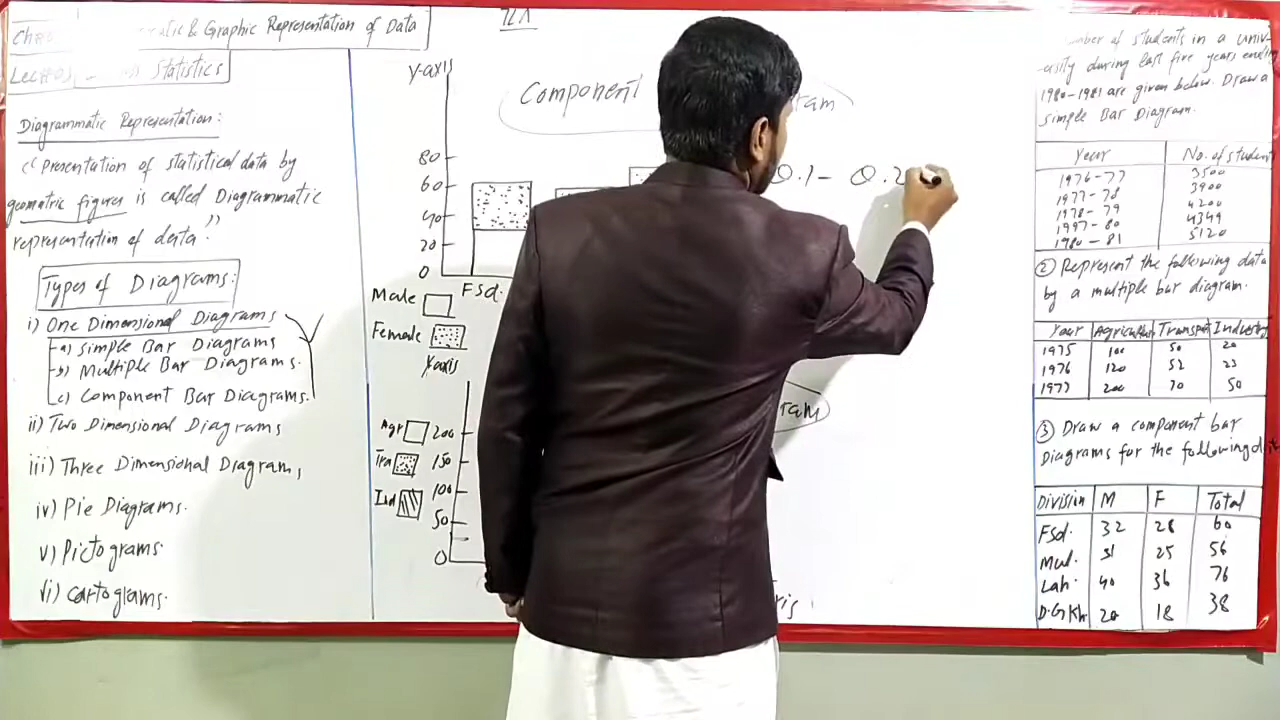 & Graphic Representation of Data
Statistics
Diagrammatic Representation:
(( Presentation of statistical data by
geometric figures is called Diagrammatic
representation of data. ))
Types of Diagrams:
i) One Dimensional Diagrams
a) Simple Bar Diagrams
b) Multiple Bar Diagrams.
c) Component Bar Diagrams.
ii) Two Dimensional Diagrams
iii) Three Dimensional Diagrams
iv) Pie Diagrams.
v) Pictograms.
vi) Cartograms.
Y-axis
Component
80
60
40
20
0
Fsd.
Male
Female
Y-axis
Agr
Tra
Ind
200
150
100
50
0
Q.1 - Q.2
of students in a univ-
ersity during last five years ending
1980-1981 are given below. Draw a
Simple Bar Diagram.
Year No. of student
1976-77 3500
1977-78 3900
1978-79 4200
1997-80 4349
1980-81 5120
② Represent the following data
by a multiple bar diagram.
Year Agriculture Transport Industry
1975 100 50 20
1976 120 52 23
1977 200 70 50
③ Draw a component bar
Diagrams for the following
Division M F Total
Fsd. 32 28 60
Mul. 31 25 56
Lah. 40 36 76
D.G.Kh. 20 18 38